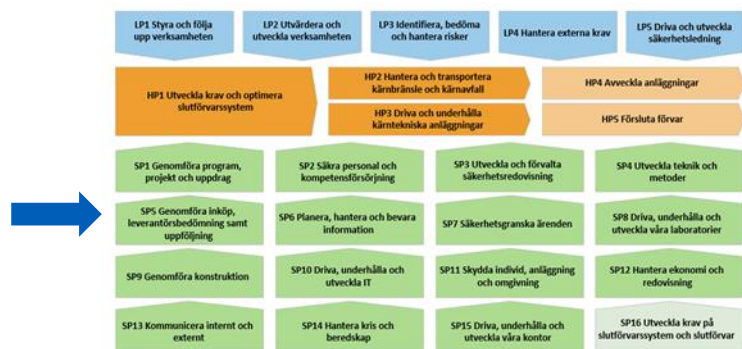 LP1 Styra och följa
upp verksamheten
LP2 Utvärdera och
utveckla verksamheten
LP3 Identifiera, bedöma
och hantera risker
LP4 Hantera externa krav
LP5 Driva och utveckla
säkerhetsledning
HP1 Utveckla krav och optimera
slutförvarssystem
HP2 Hantera och transportera
kärnbränsle och kärnavfall
HP4 Avveckla anläggningar
HP3 Driva och underhålla
kärntekniska anläggningar
HP5 Försluta förvar
SP1 Genomföra program,
projekt och uppdrag
SP2 Säkra personal och
kompetensförsörjning
SP3 Utveckla och förvalta
säkerhetsredovisning
SP4 Utveckla teknik och
metoder
SP5 Genomföra inköp,
leverantörsbedömning samt
uppföljning
SP6 Planera, hantera och bevara
information
SP7 Säkerhetsgranska ärenden
SP8 Driva, underhålla och
utveckla våra laboratorier
SP9 Genomföra konstruktion
SP10 Driva, underhålla och
utveckla IT
SP11 Skydda individ, anläggning
och omgivning
SP12 Hantera ekonomi och
redovisning
SP13 Kommunicera internt och
externt
SP14 Hantera kris och
beredskap
SP15 Driva, underhålla och
utveckla våra kontor
SP16 Utveckla krav på
slutförvarssystem och slutförvar